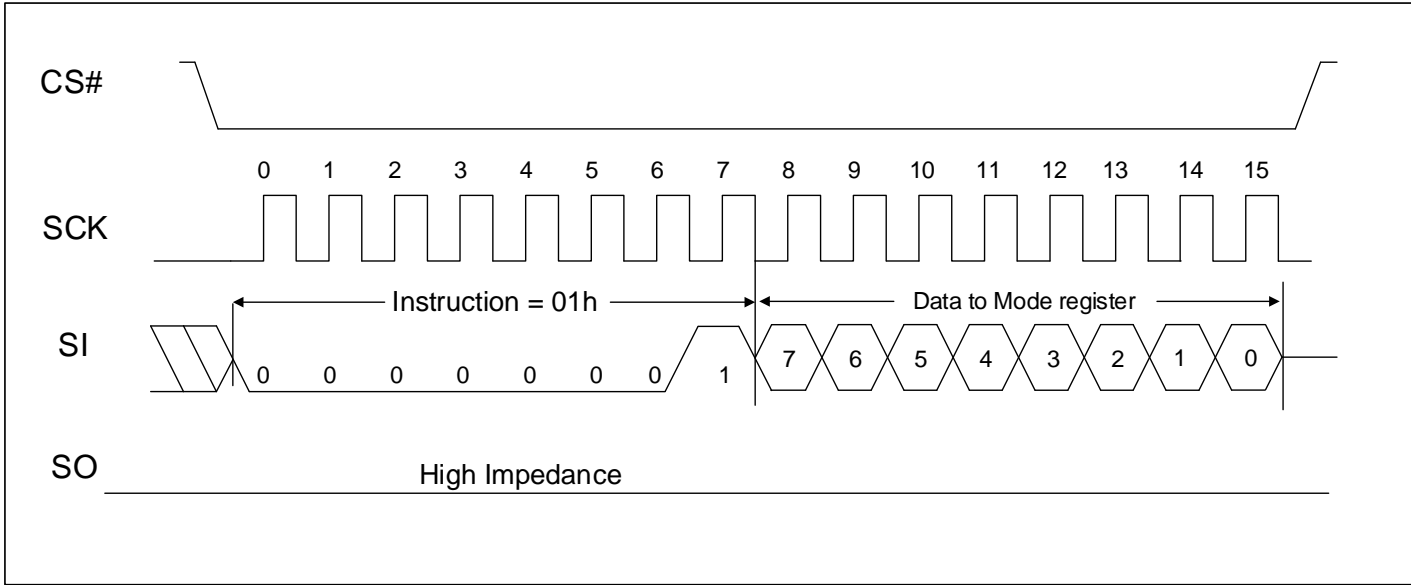 CS#
0 1 2 3 4 5 6 7 8 9 10 11 12 13 14 15
SCK
Instruction = 01h Data to Mode register
SI
0 0 0 0 0 0 0 1 7 6 5 4 3 2 1 0
SO
High Impedance